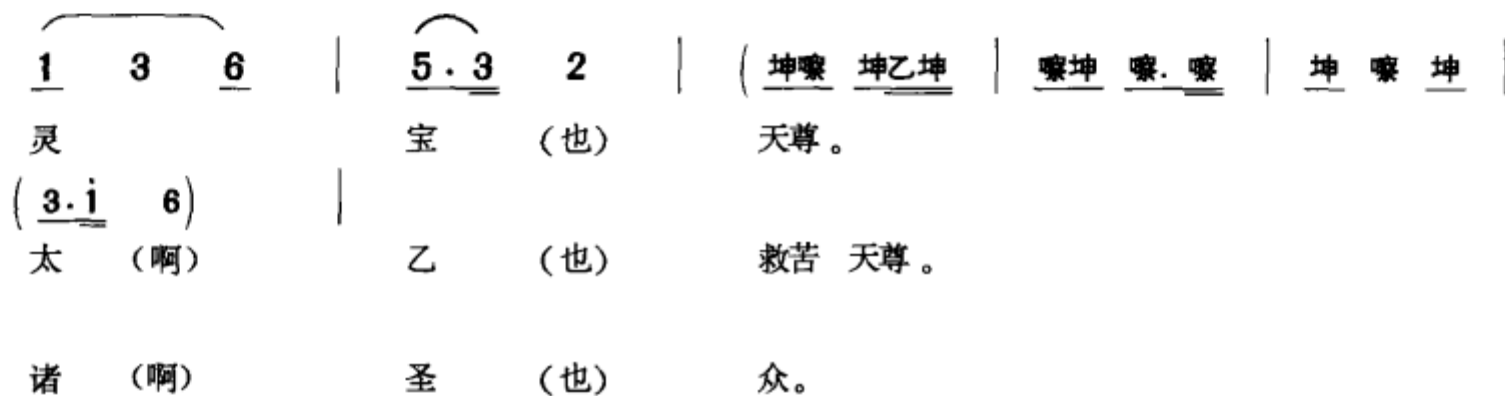 1 3 6 | 5 · 3 2 | ( 坤嚓 坤乙坤 | 嚓坤 嚓. 嚓 | 坤 嚓 坤 |
灵 宝 (也) 天尊。
( 3 · i 6 ) |
太 (啊) 乙 (也) 救苦 天尊。
诸 (啊) 圣 (也) 众。